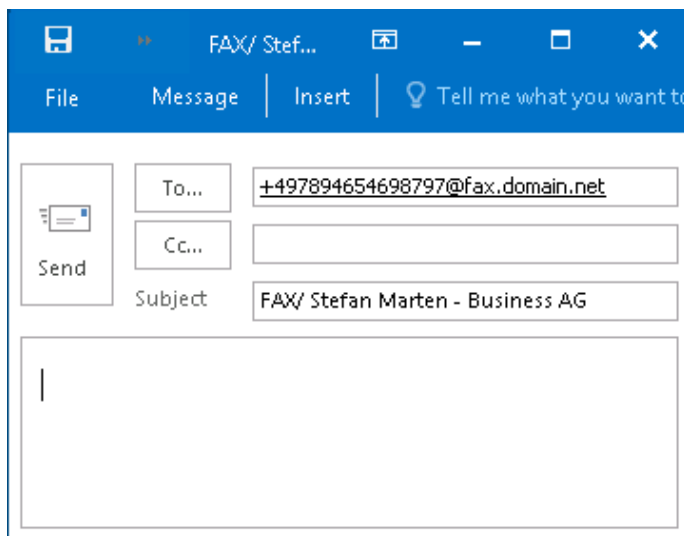 FAX/ Stef...
File Message Insert Tell me what you want to
To... +497894654698797@fax.domain.net
Cc...
Send
Subject FAX/ Stefan Marten - Business AG